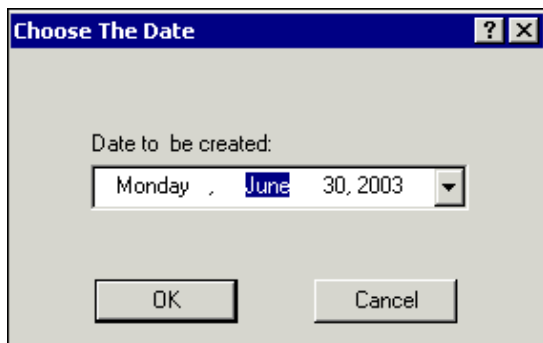 Choose The Date
Date to be created:
Monday , June 30, 2003
OK Cancel